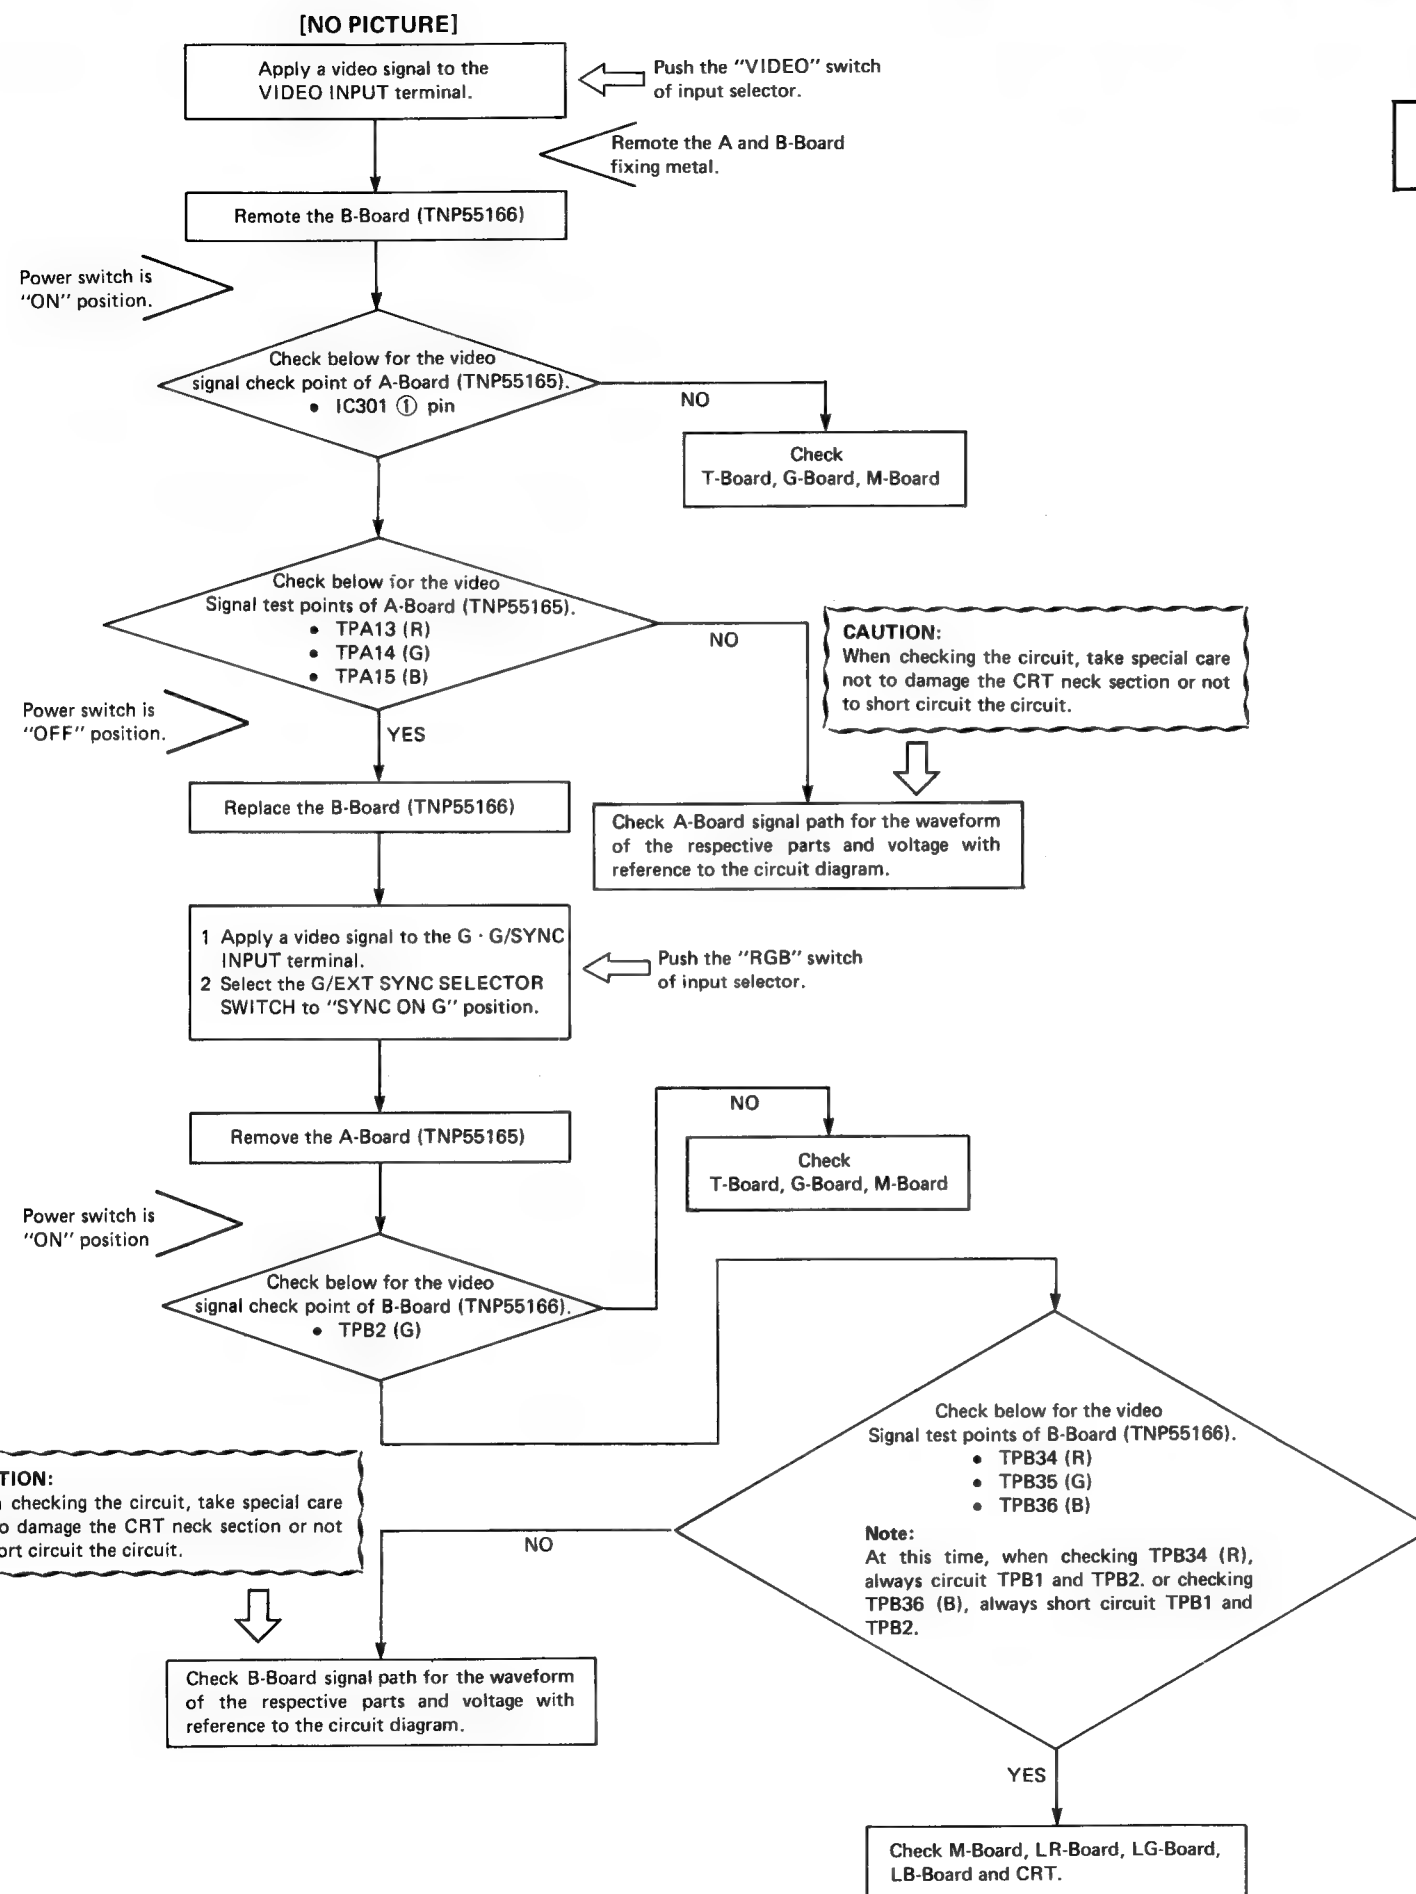 [NO PICTURE]
Apply a video signal to the
VIDEO INPUT terminal.
Push the "VIDEO" switch
of input selector.
Remote the A and B-Board
fixing metal.
Remote the B-Board (TNP55166)
Power switch is
"ON" position.
Check below for the video
signal check point of A-Board (TNP55165).
• IC301 ① pin
NO
Check
T-Board, G-Board, M-Board
Check below for the video
Signal test points of A-Board (TNP55165).
• TPA13 (R)
• TPA14 (G)
• TPA15 (B)
NO
CAUTION:
When checking the circuit, take special care
not to damage the CRT neck section or not
to short circuit the circuit.
Power switch is
"OFF" position.
YES
Replace the B-Board (TNP55166)
Check A-Board signal path for the waveform
of the respective parts and voltage with
reference to the circuit diagram.
1 Apply a video signal to the G · G/SYNC
INPUT terminal.
2 Select the G/EXT SYNC SELECTOR
SWITCH to "SYNC ON G" position.
Push the "RGB" switch
of input selector.
Remove the A-Board (TNP55165)
NO
Check
T-Board, G-Board, M-Board
Power switch is
"ON" position
Check below for the video
signal check point of B-Board (TNP55166).
• TPB2 (G)
Check below for the video
Signal test points of B-Board (TNP55166).
• TPB34 (R)
• TPB35 (G)
• TPB36 (B)
Note:
At this time, when checking TPB34 (R),
always circuit TPB1 and TPB2. or checking
TPB36 (B), always short circuit TPB1 and
TPB2.
TION:
checking the circuit, take special care
o damage the CRT neck section or not
ort circuit the circuit.
NO
Check B-Board signal path for the waveform
of the respective parts and voltage with
reference to the circuit diagram.
YES
Check M-Board, LR-Board, LG-Board,
LB-Board and CRT.